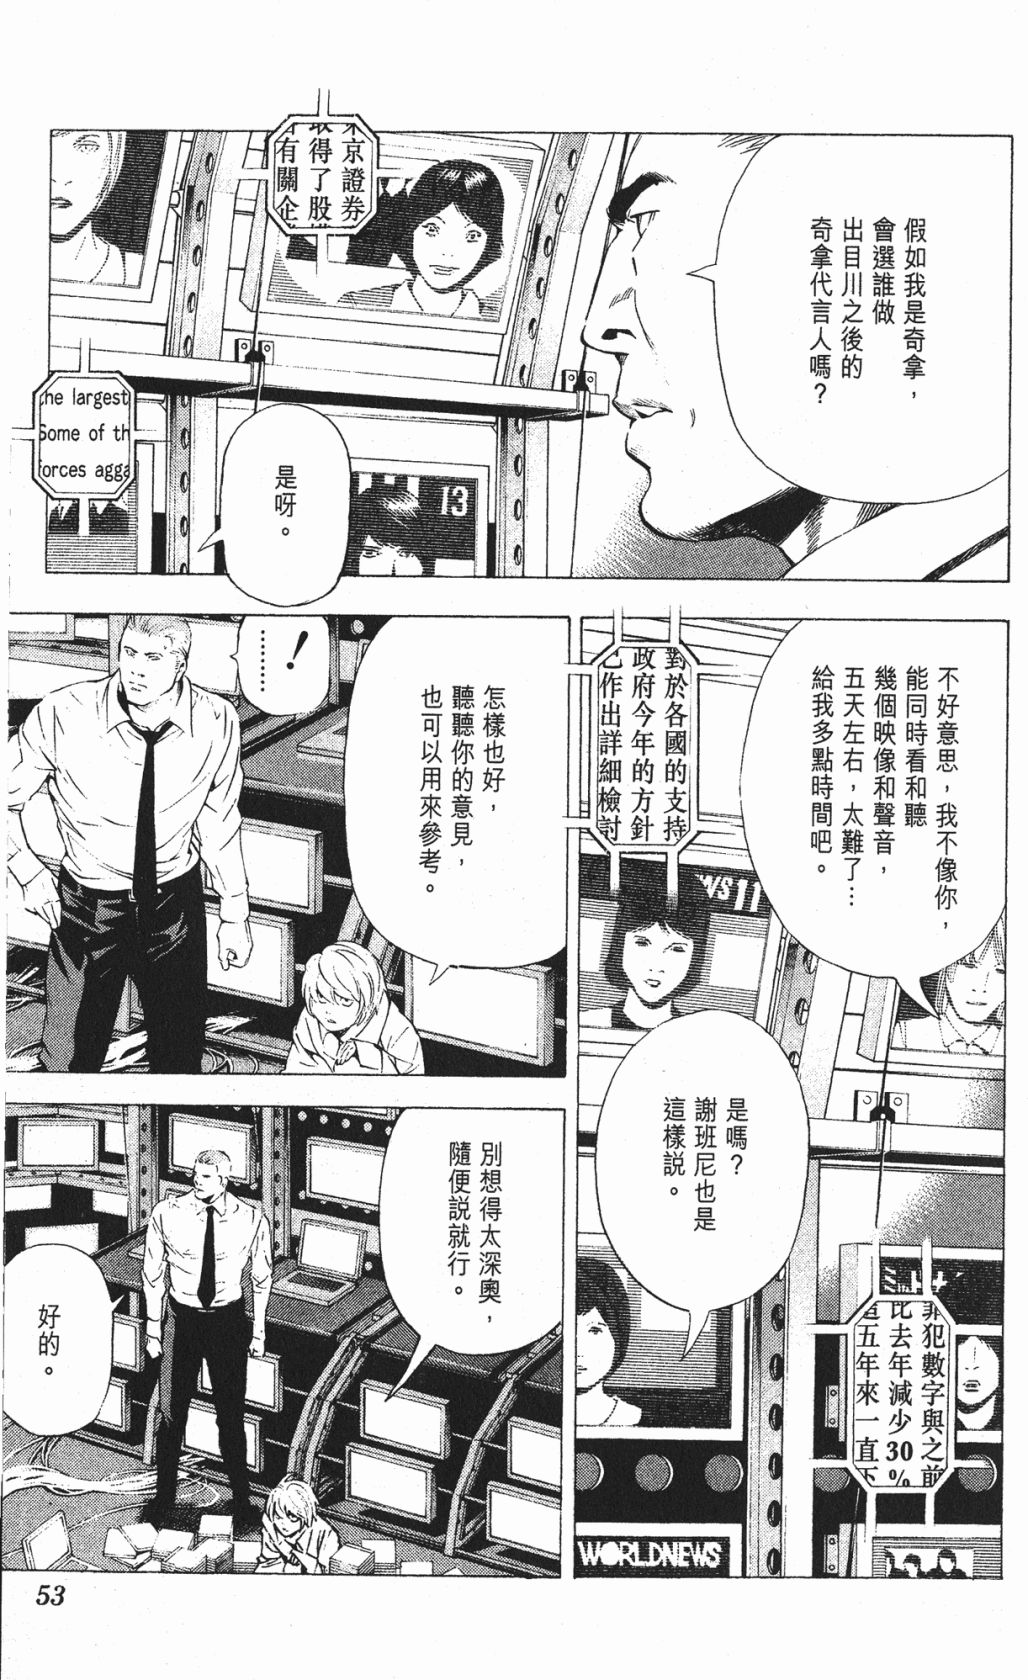 假如我是奇拿，
會選誰做
出目川之後的
奇拿代言人嗎？
京證券
取得了股
有關企
he largest
Some of th
orces agga
是呀。
13
不好意思，我不像你，
能同時看和聽
幾個映像和聲音，
五天左右，太難了…
給我多點時間吧。
對於各國的支持
政府今年的方針
已作出詳細檢討
WS11
是嗎？
謝班尼也是
這樣說。
罪犯數字與之前
比去年減少30%
五年來一直
WORLDNEWS
！
……
怎樣也好，
聽聽你的意見，
也可以用來參考。
別想得太深奧，
隨便説就行。
好的。
53